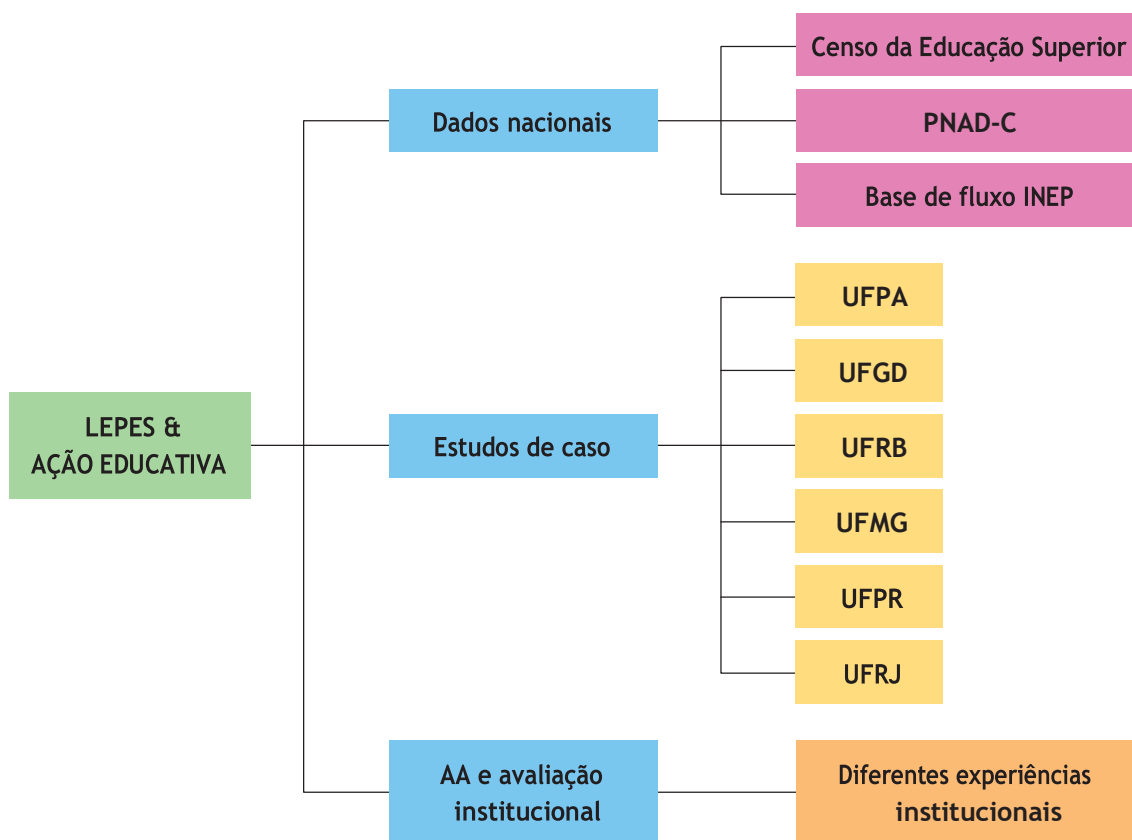 LEPES &
AÇÃO EDUCATIVA
Dados nacionais
Censo da Educação Superior
PNAD-C
Base de fluxo INEP
Estudos de caso
UFPA
UFGD
UFRB
UFMG
UFPR
UFRJ
AA e avaliação
institucional
Diferentes experiências
institucionais